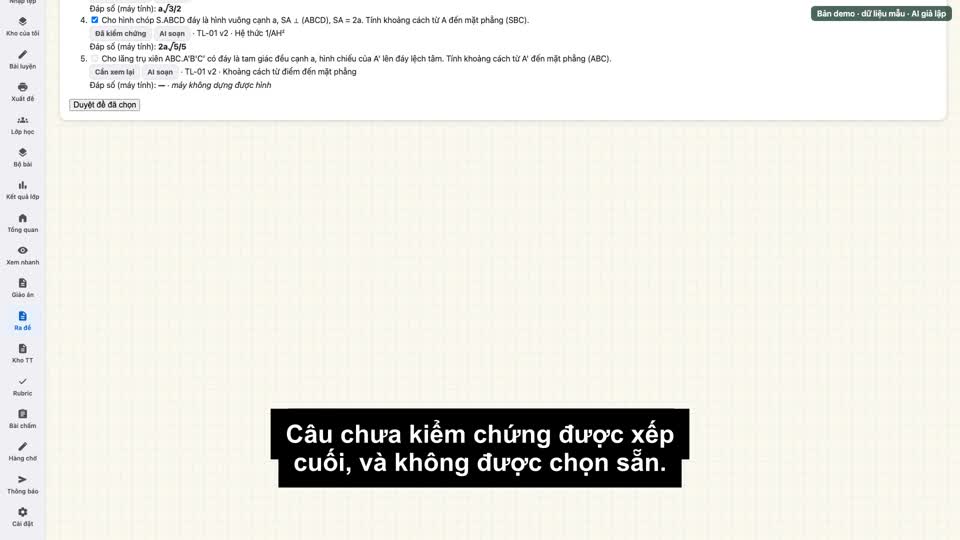 Nhập tệp
Đáp số (máy tính): a√3/2
Bản demo · dữ liệu mẫu · AI giả lập
4. Cho hình chóp S.ABCD đáy là hình vuông cạnh a, SA ⊥ (ABCD), SA = 2a. Tính khoảng cách từ A đến mặt phẳng (SBC).
Kho của tôi
Đã kiểm chứng AI soạn · TL-01 v2 · Hệ thức 1/AH²
Đáp số (máy tính): 2a√5/5
5. Cho lăng trụ xiên ABC.A'B'C' có đáy là tam giác đều cạnh a, hình chiếu của A' lên đáy lệch tâm. Tính khoảng cách từ A' đến mặt phẳng (ABC).
Bài luyện
Cần xem lại AI soạn · TL-01 v2 · Khoảng cách từ điểm đến mặt phẳng
Đáp số (máy tính): — · máy không dựng được hình
Xuất đề
Duyệt đề đã chọn
Lớp học
Bộ bài
Kết quả lớp
Tổng quan
Xem nhanh
Giáo án
Ra đề
Kho TT
Rubric
Bài chấm
Hàng chờ
Thông báo
Cài đặt
Câu chưa kiểm chứng được xếp
cuối, và không được chọn sẵn.